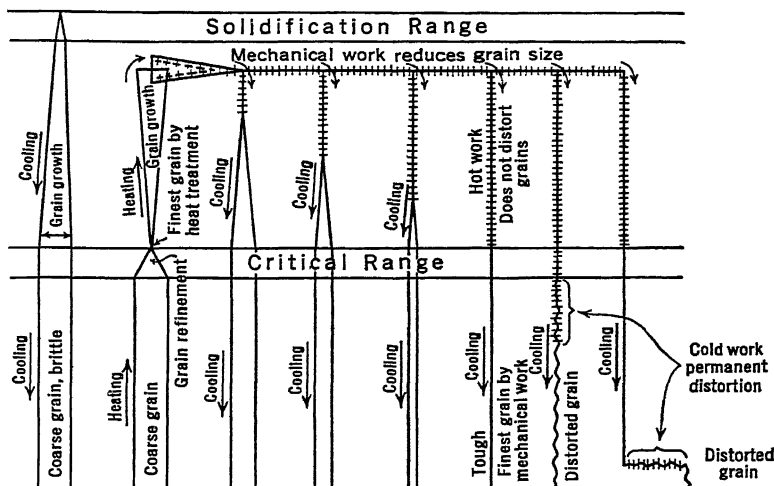 Solidification Range
Mechanical work reduces grain size
Cooling
Grain growth
Heating
Grain growth
Finest grain by
heat treatment
Cooling
Cooling
Cooling
Hot work
Does not distort
grains
Critical Range
Cooling
Coarse grain, brittle
Heating
Coarse grain
Grain refinement
Cooling
Cooling
Cooling
Cooling
Tough
Finest grain by
mechanical work
Cooling
Distorted grain
Cooling
Cold work
permanent
distortion
Distorted
grain